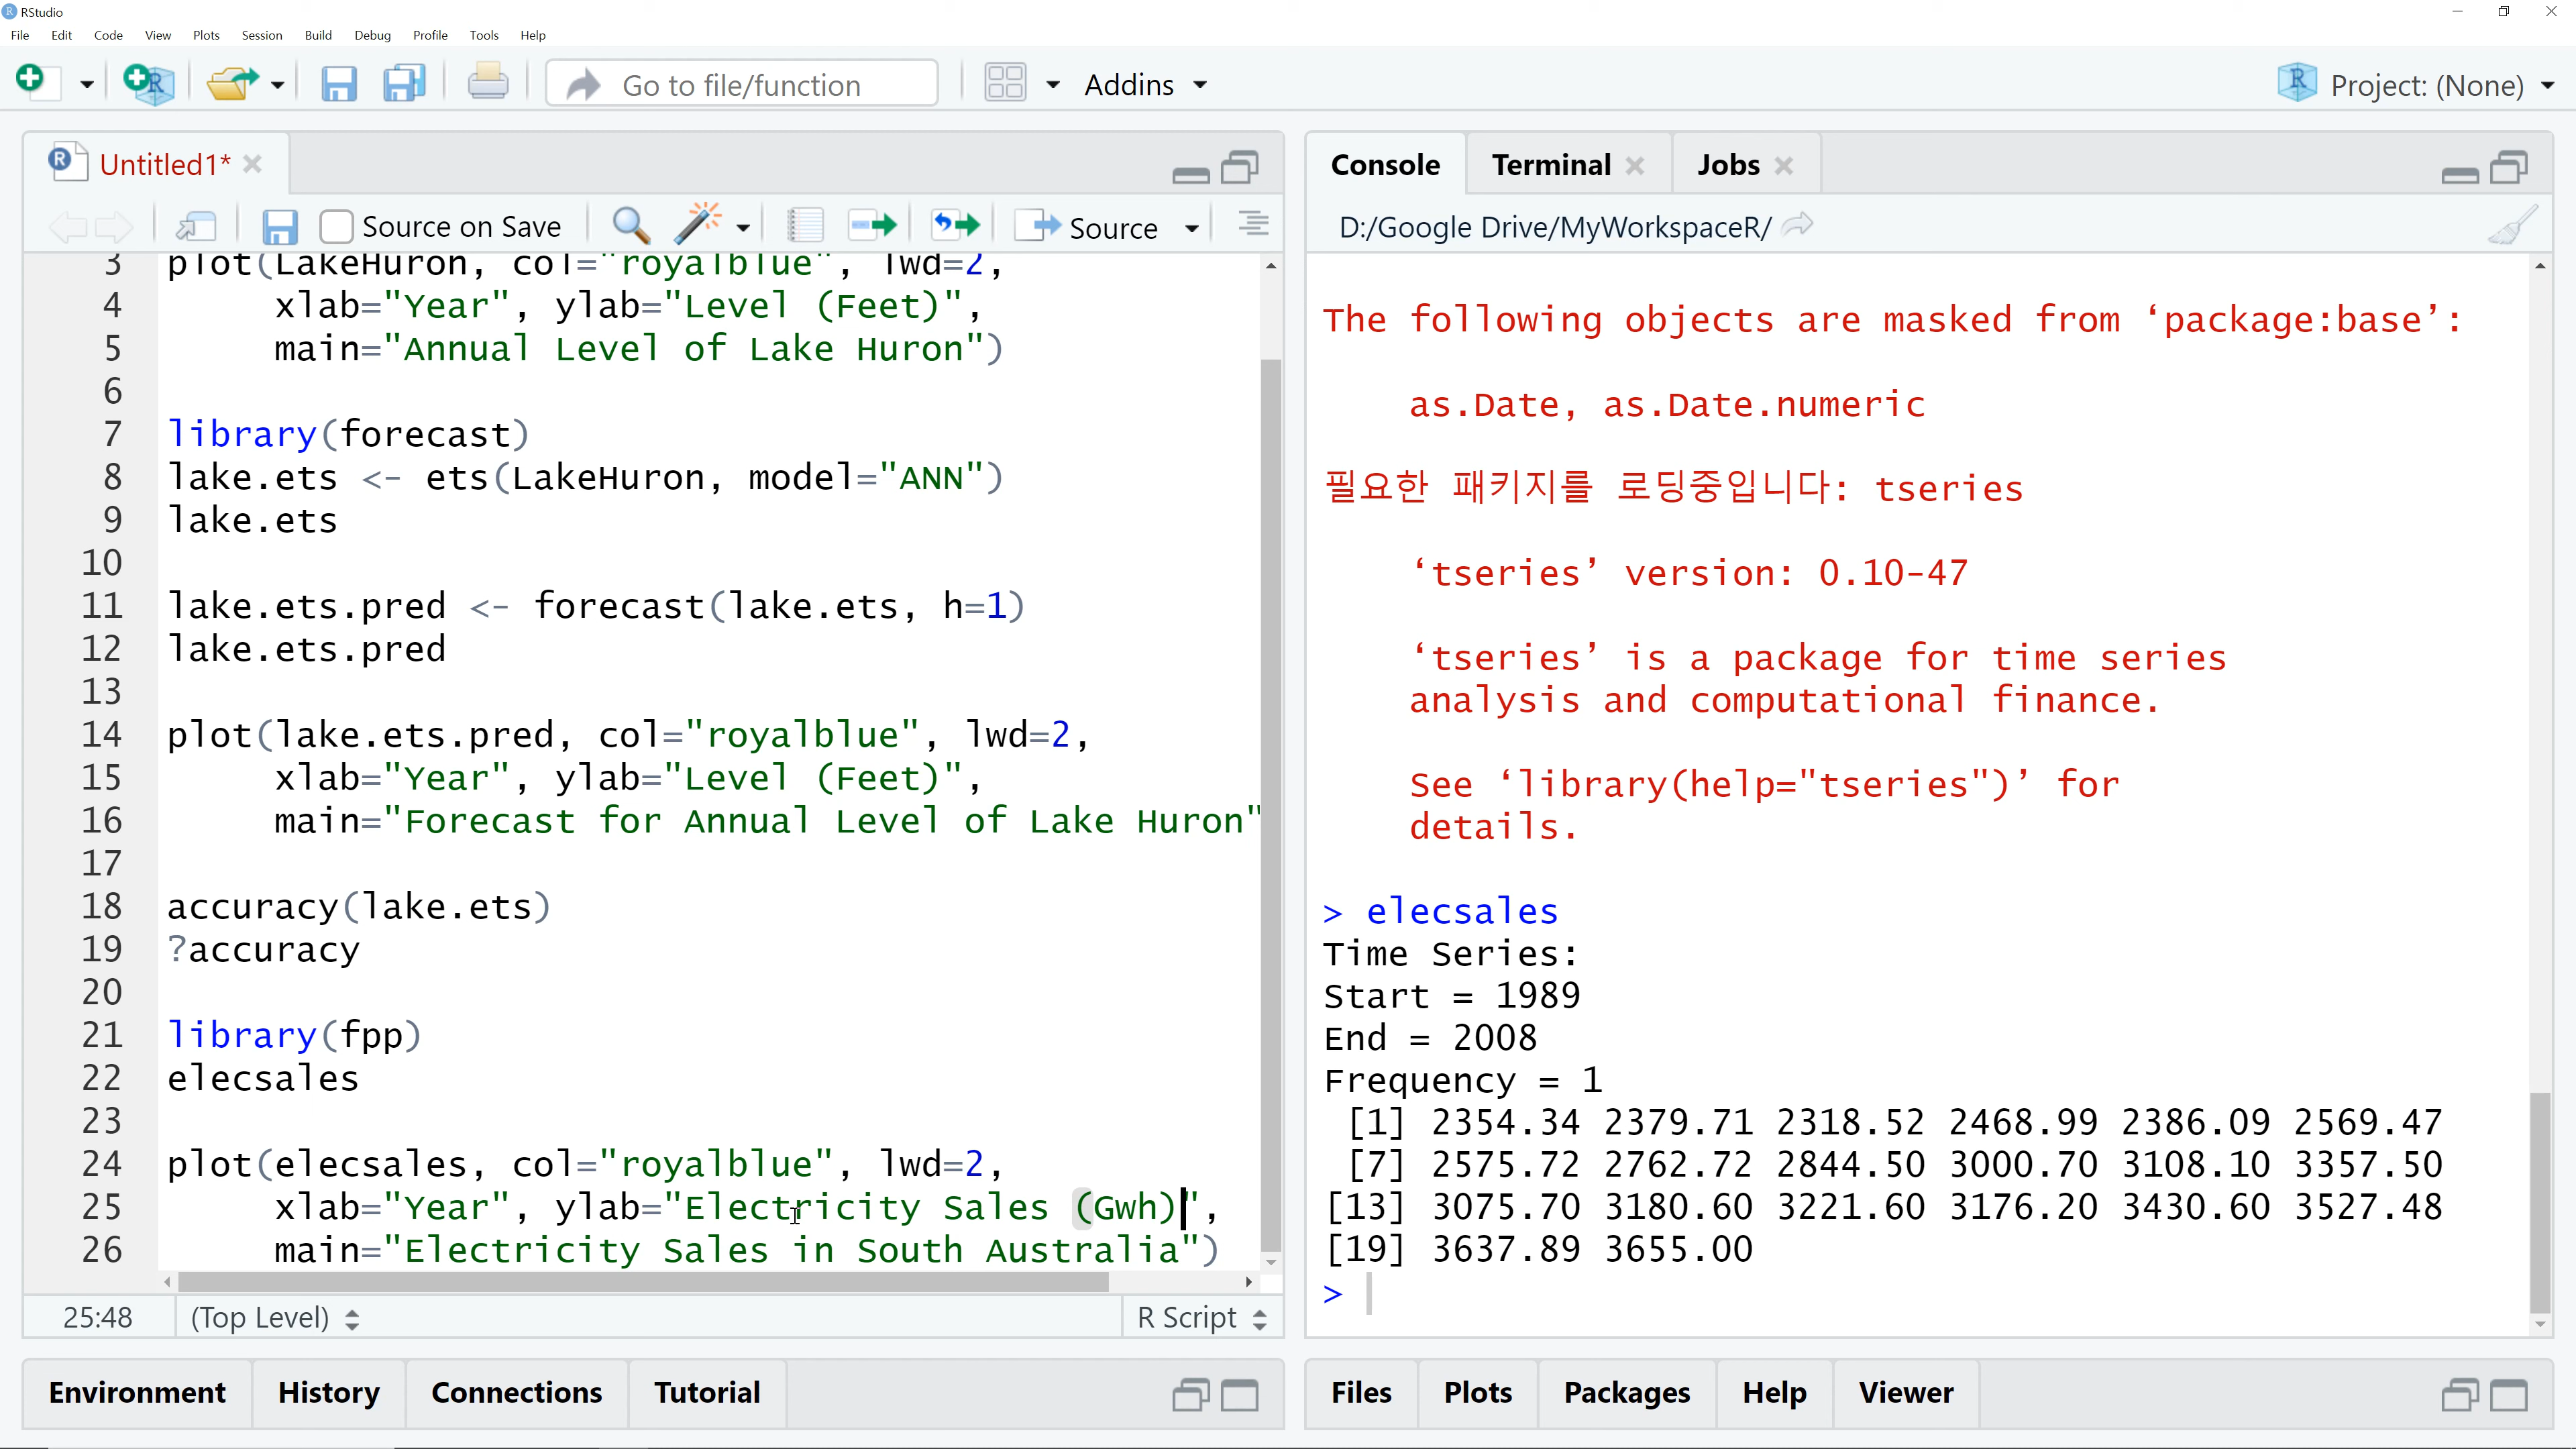 RStudio
File Edit Code View Plots Session Build Debug Profile Tools Help
Go to file/function Addins Project: (None)
Untitled1*
Source on Save Source
3 plot(LakeHuron, col="royalblue", lwd=2,
4 xlab="Year", ylab="Level (Feet)",
5 main="Annual Level of Lake Huron")
6
7 library(forecast)
8 lake.ets <- ets(LakeHuron, model="ANN")
9 lake.ets
10
11 lake.ets.pred <- forecast(lake.ets, h=1)
12 lake.ets.pred
13
14 plot(lake.ets.pred, col="royalblue", lwd=2,
15 xlab="Year", ylab="Level (Feet)",
16 main="Forecast for Annual Level of Lake Huron"
17
18 accuracy(lake.ets)
19 ?accuracy
20
21 library(fpp)
22 elecsales
23
24 plot(elecsales, col="royalblue", lwd=2,
25 xlab="Year", ylab="Electricity Sales (Gwh)",
26 main="Electricity Sales in South Australia")
25:48 (Top Level) R Script
Environment History Connections Tutorial
Console Terminal Jobs
D:/Google Drive/MyWorkspaceR/
The following objects are masked from ‘package:base’:
as.Date, as.Date.numeric
필요한 패키지를 로딩중입니다: tseries
‘tseries’ version: 0.10-47
‘tseries’ is a package for time series
analysis and computational finance.
See ‘library(help="tseries")’ for
details.
> elecsales
Time Series:
Start = 1989
End = 2008
Frequency = 1
[1] 2354.34 2379.71 2318.52 2468.99 2386.09 2569.47
[7] 2575.72 2762.72 2844.50 3000.70 3108.10 3357.50
[13] 3075.70 3180.60 3221.60 3176.20 3430.60 3527.48
[19] 3637.89 3655.00
>
Files Plots Packages Help Viewer